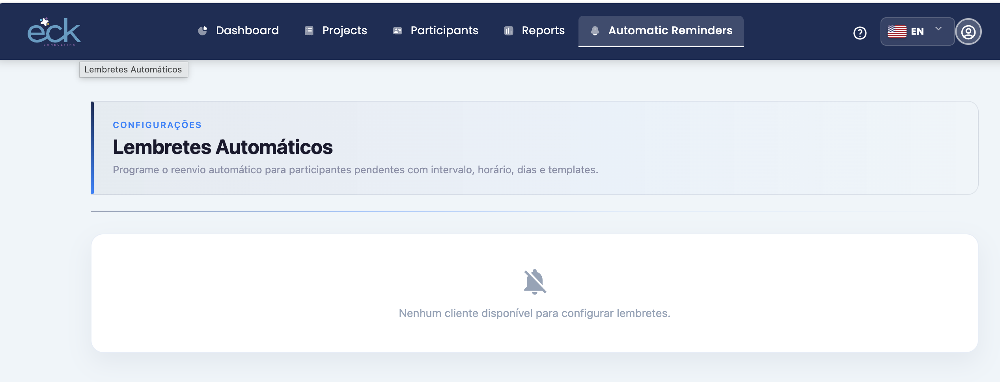 eck
CONSULTING
Dashboard
Projects
Participants
Reports
Automatic Reminders
EN
Lembretes Automáticos
CONFIGURAÇÕES
Lembretes Automáticos
Programe o reenvio automático para participantes pendentes com intervalo, horário, dias e templates.
Nenhum cliente disponível para configurar lembretes.